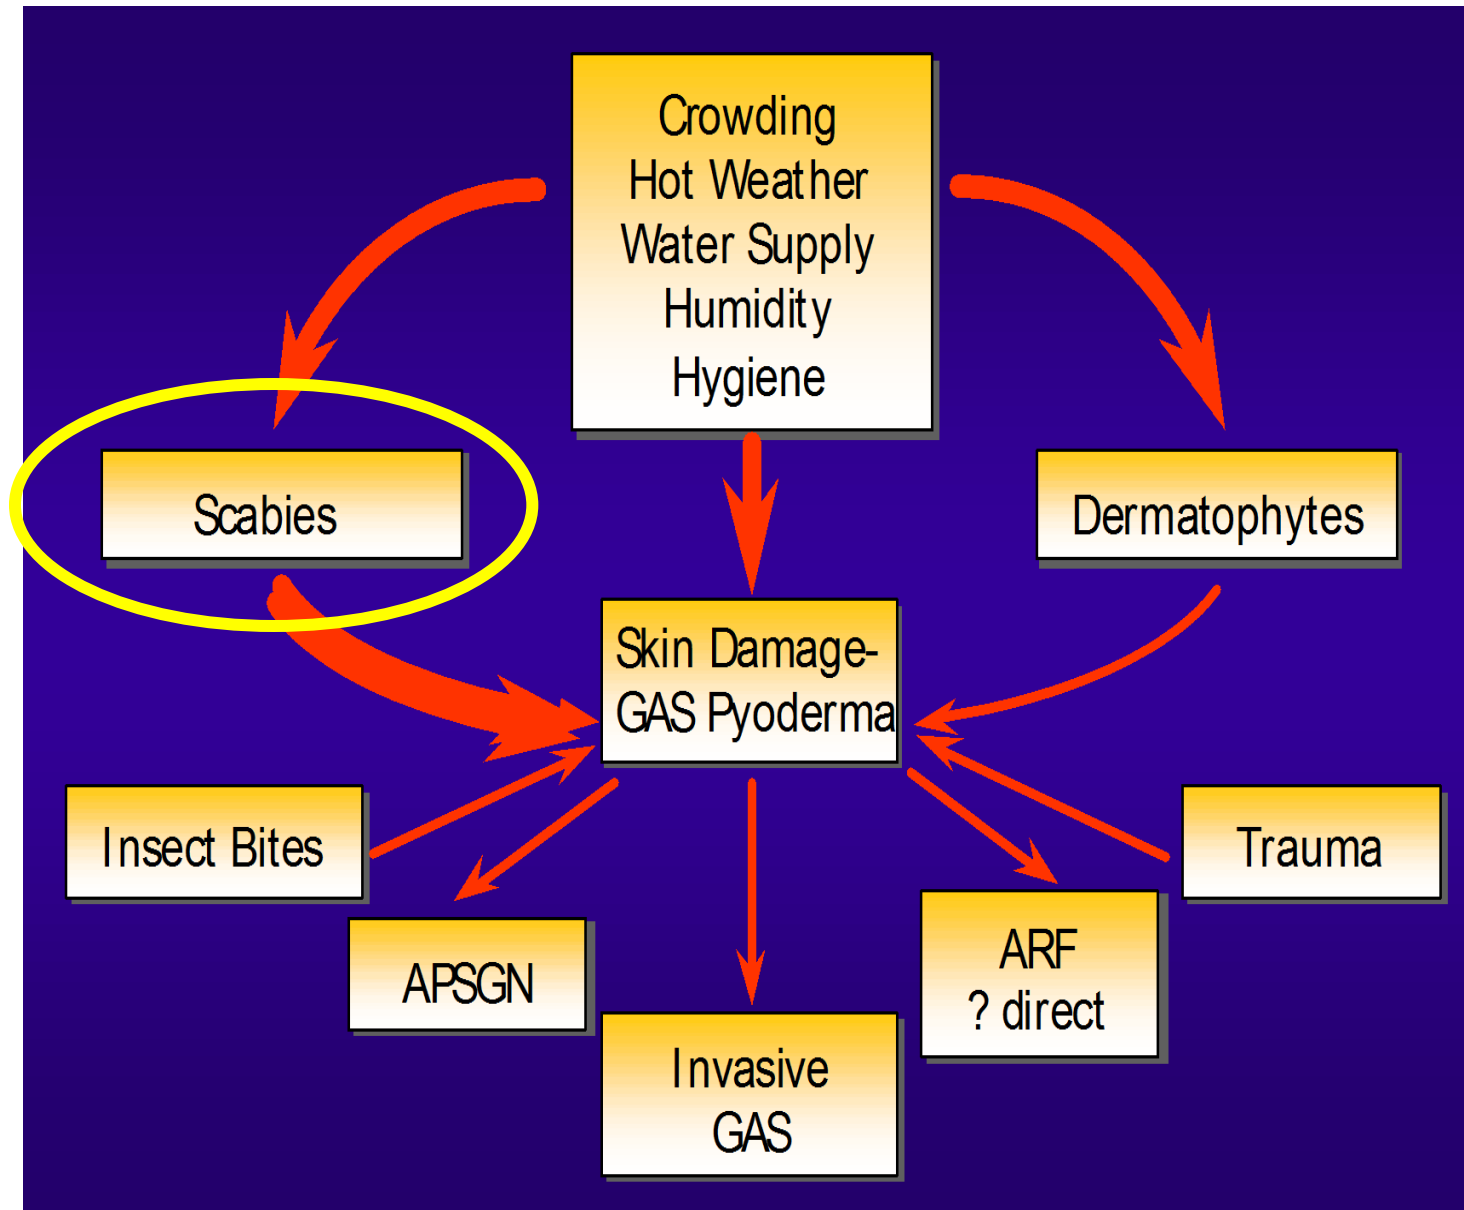 Crowding
Hot Weather
Water Supply
Humidity
Hygiene
Scabies
Dermatophytes
Skin Damage-
GAS Pyoderma
Insect Bites
Trauma
APSGN
ARF
? direct
Invasive
GAS